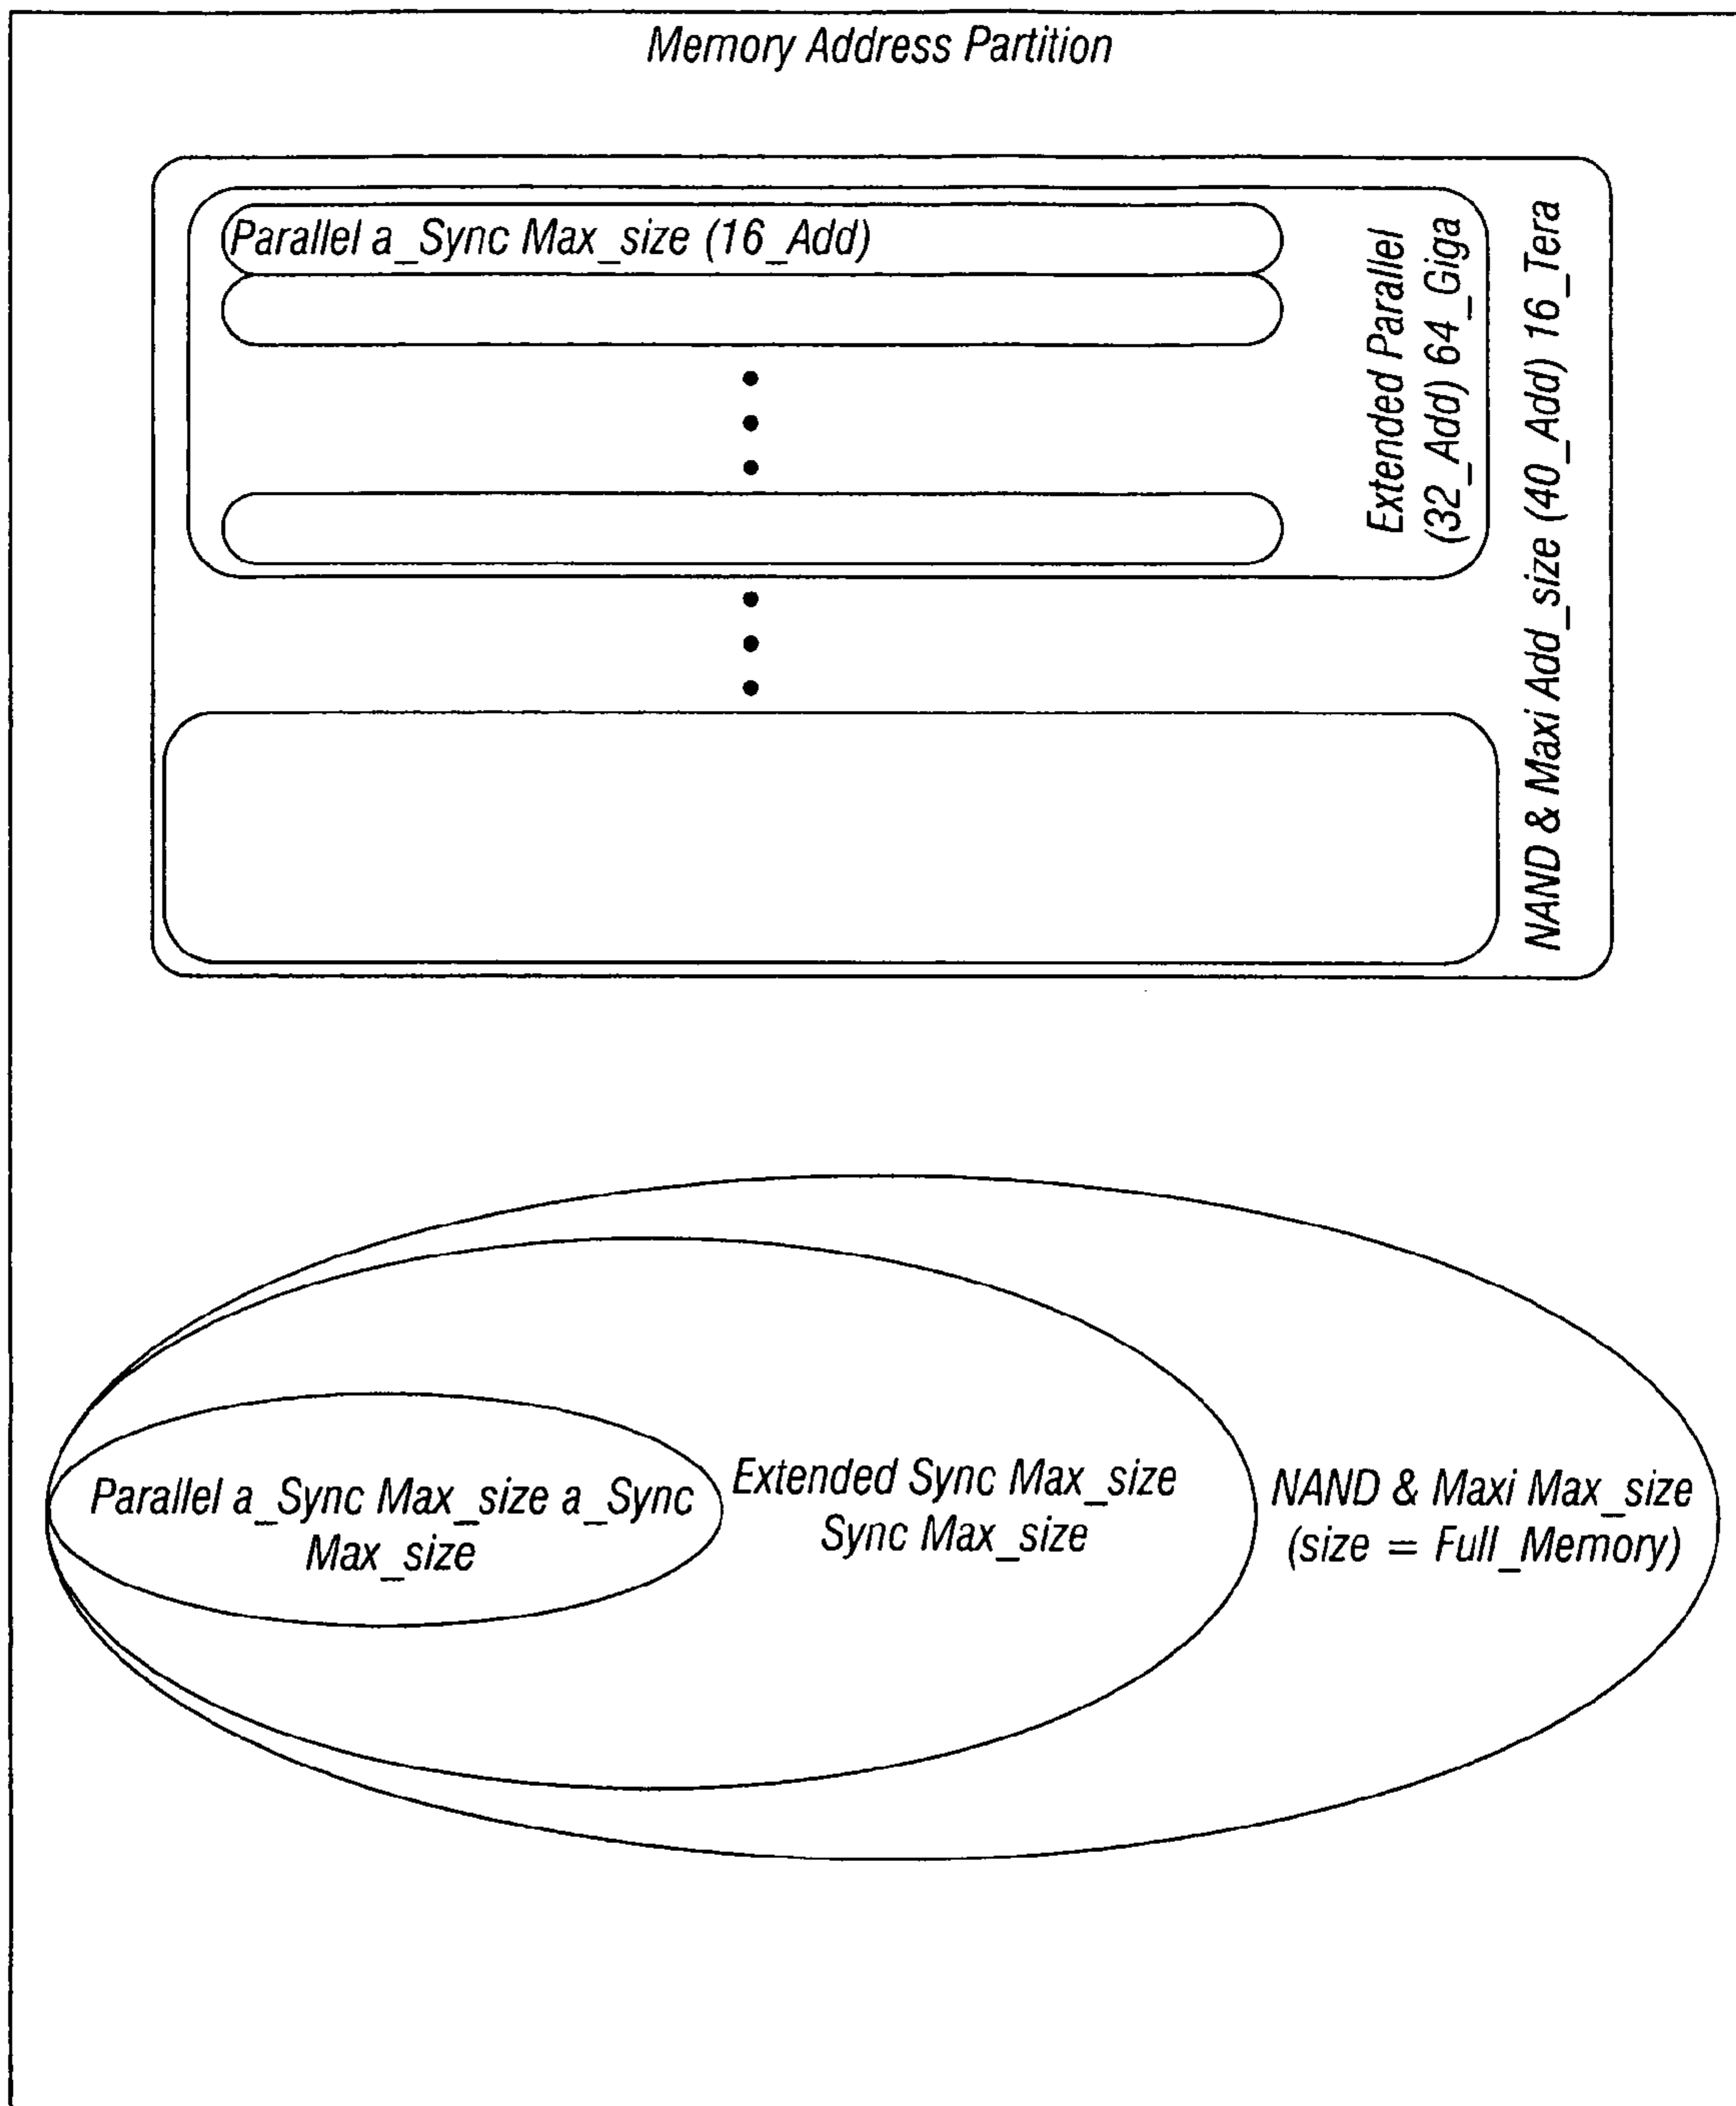 Memory Address Partition
Parallel a_Sync Max_size (16_Add)
Extended Parallel
(32_Add) 64_Giga
NAND & Maxi Add_size (40_Add) 16_Tera
Parallel a_Sync Max_size a_Sync
Max_size
Extended Sync Max_size
Sync Max_size
NAND & Maxi Max_size
(size = Full_Memory)